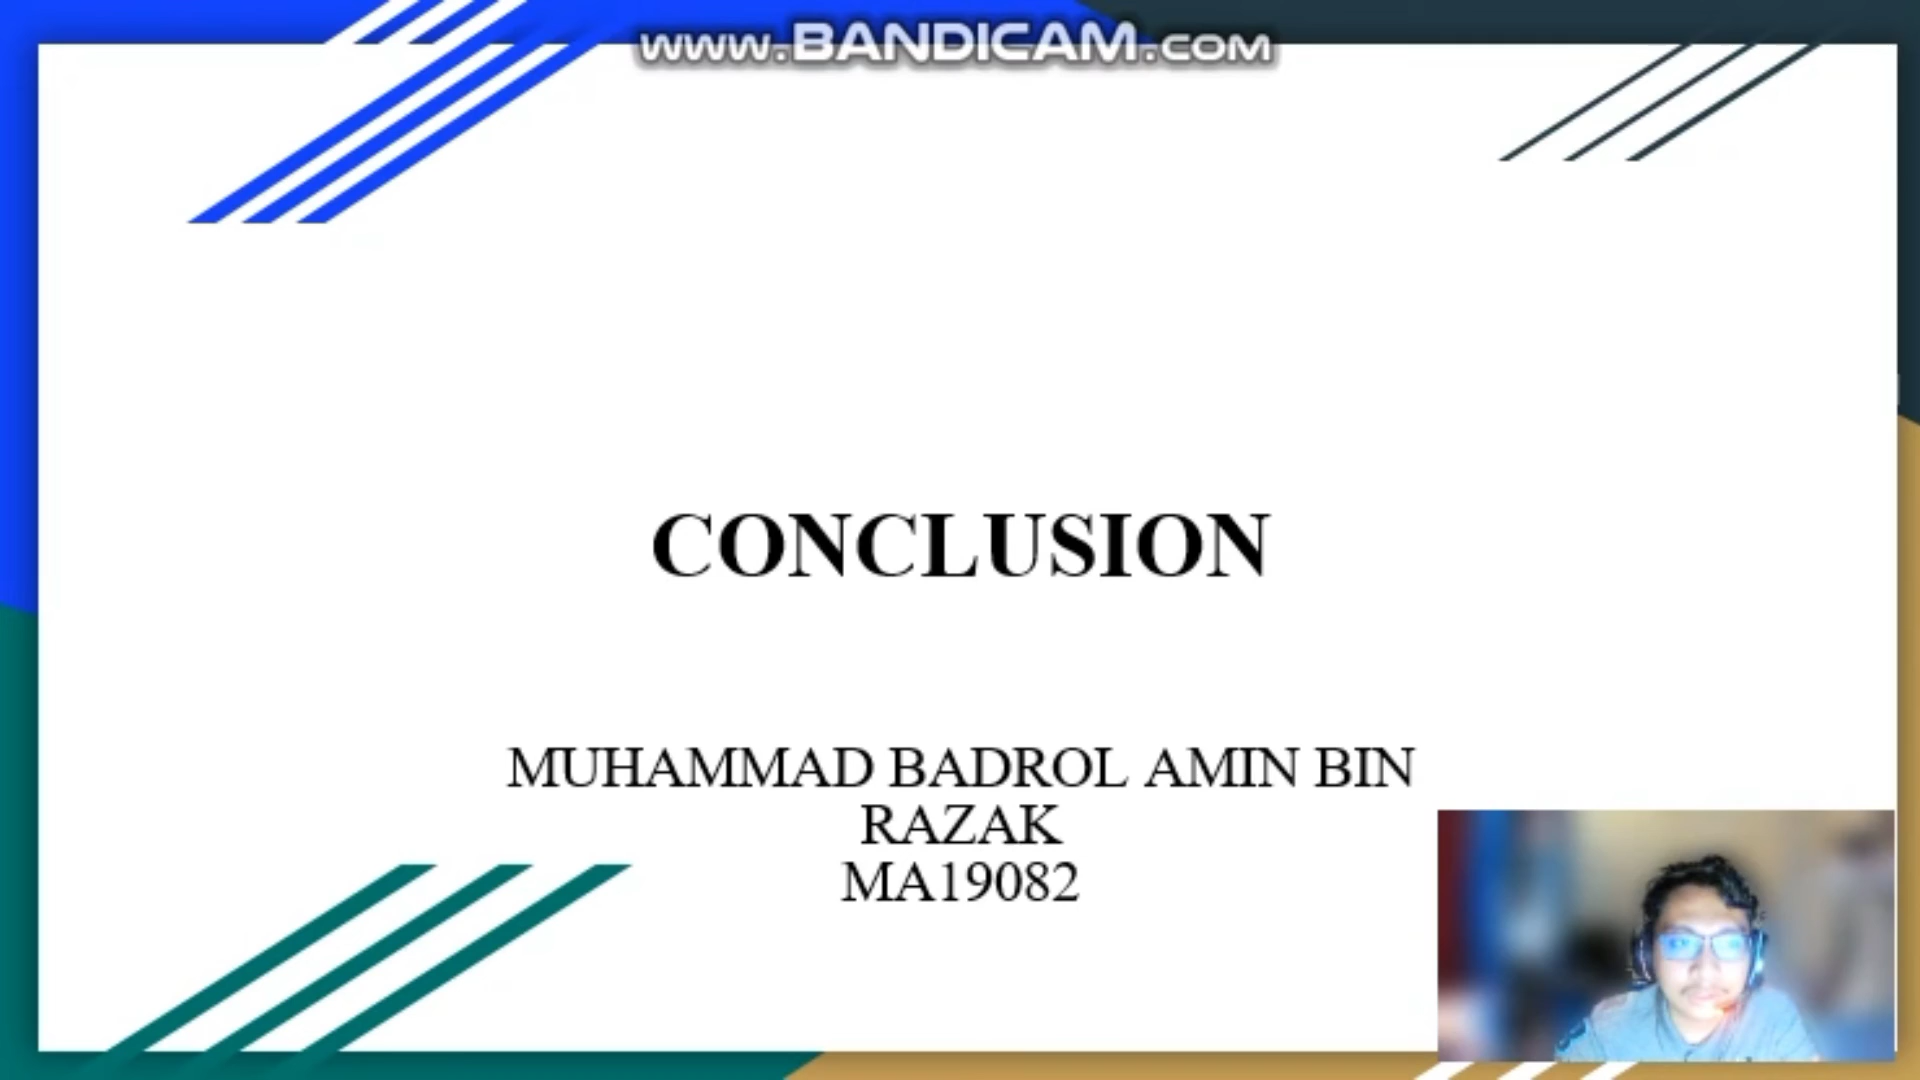 www.BANDICAM.COM
CONCLUSION
MUHAMMAD BADROL AMIN BIN
RAZAK
MA19082